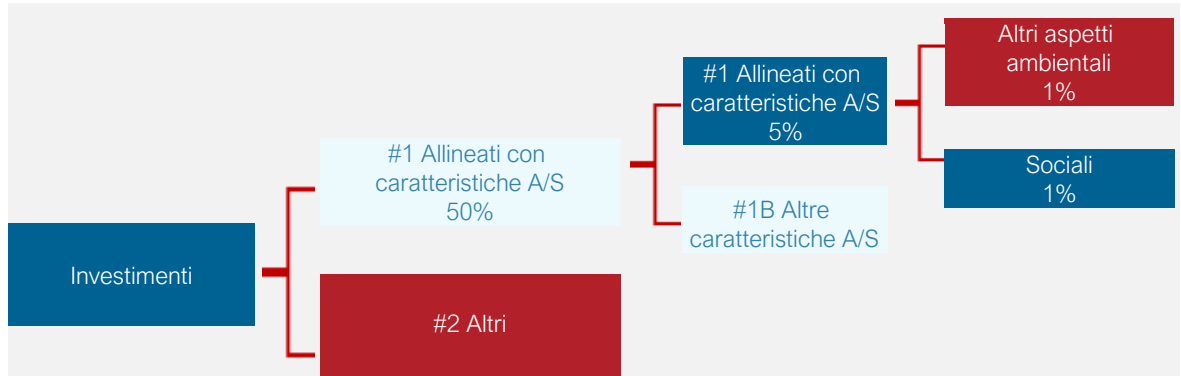 Investimenti
#1 Allineati con
caratteristiche A/S
50%
#2 Altri
#1 Allineati con
caratteristiche A/S
5%
#1B Altre
caratteristiche A/S
Altri aspetti
ambientali
1%
Sociali
1%